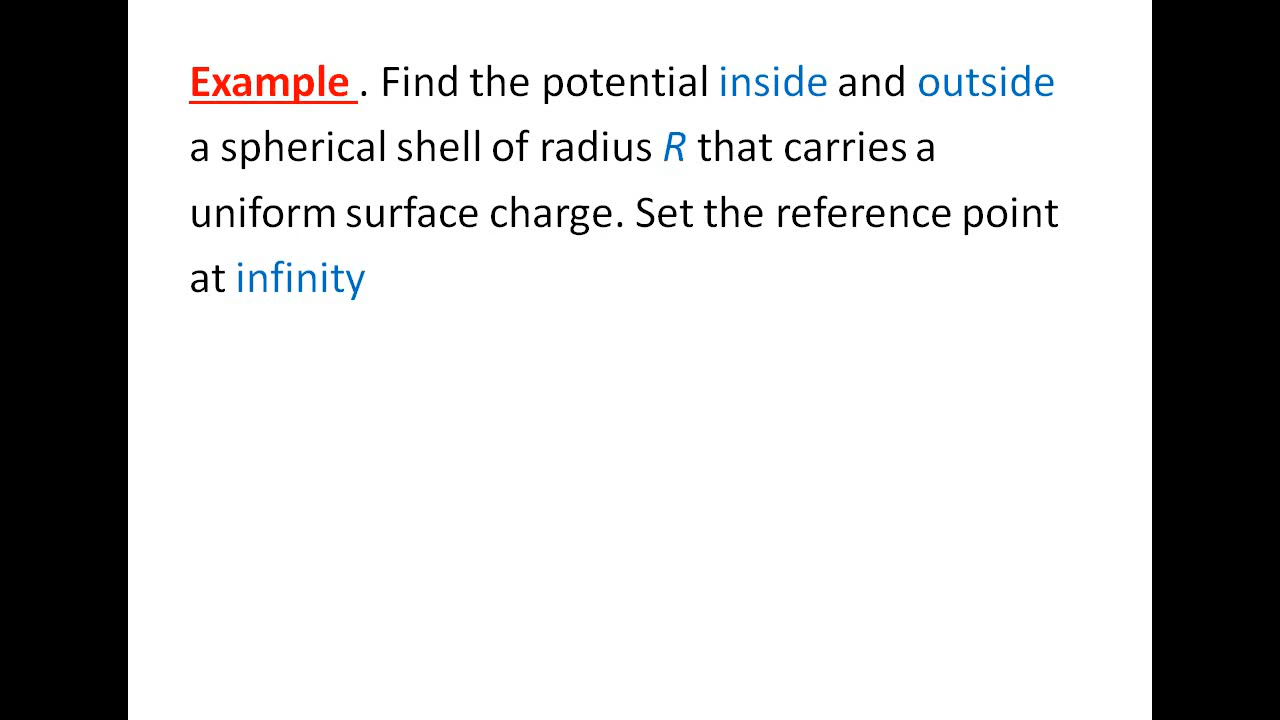 Example . Find the potential inside and outside
a spherical shell of radius R that carries a
uniform surface charge. Set the reference point
at infinity